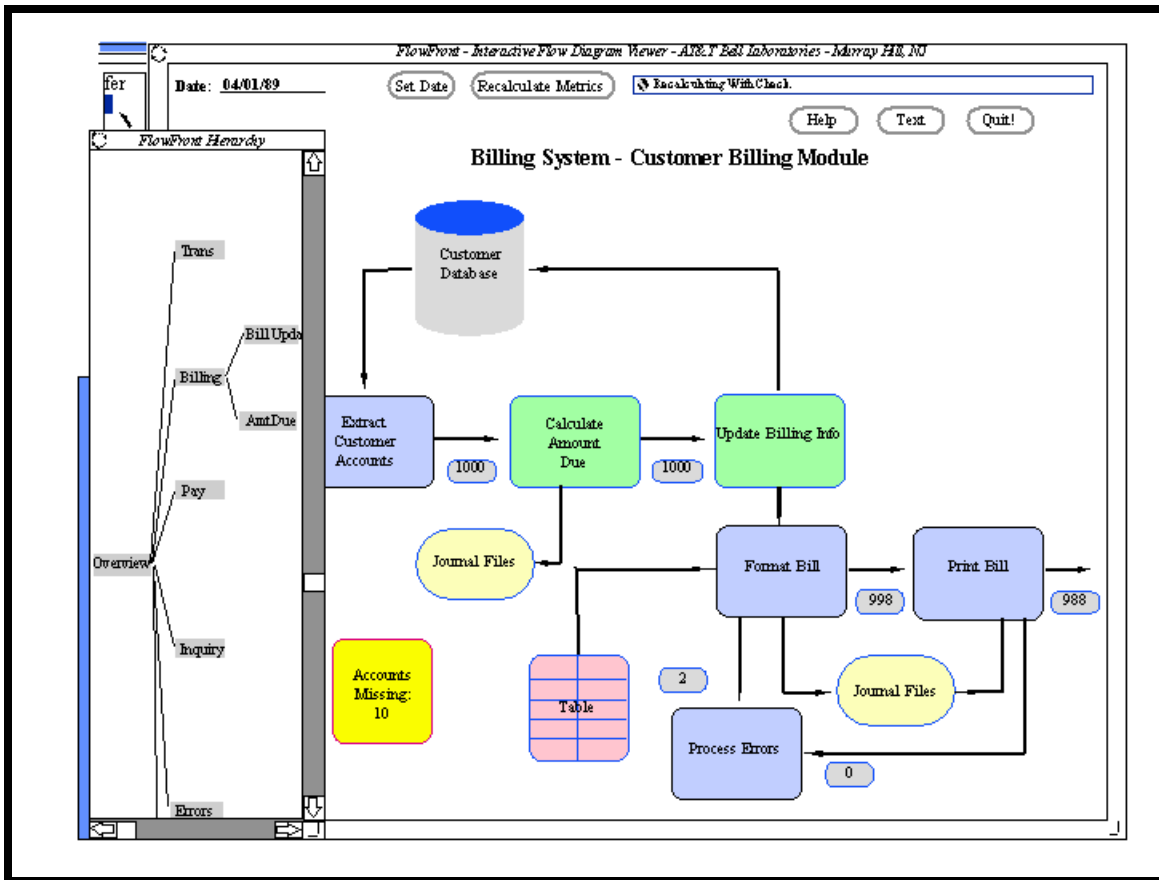 FlowFront - Interactive Flow Diagram Viewer - AT&T Bell Laboratories - Murray Hill, NJ
fer
Date: 04/01/89
Set Date
Recalculate Metrics
Recalculating With Check.
Help
Text
Quit!
FlowFront Hierarchy
Billing System - Customer Billing Module
Trans
Bill Upda
Billing
AmtDue
Pay
Overview
Inquiry
Errors
Customer
Database
Extract
Customer
Accounts
1000
Calculate
Amount
Due
1000
Update Billing Info
Journal Files
Format Bill
998
Print Bill
988
Accounts
Missing:
10
Table
2
Journal Files
Process Errors
0